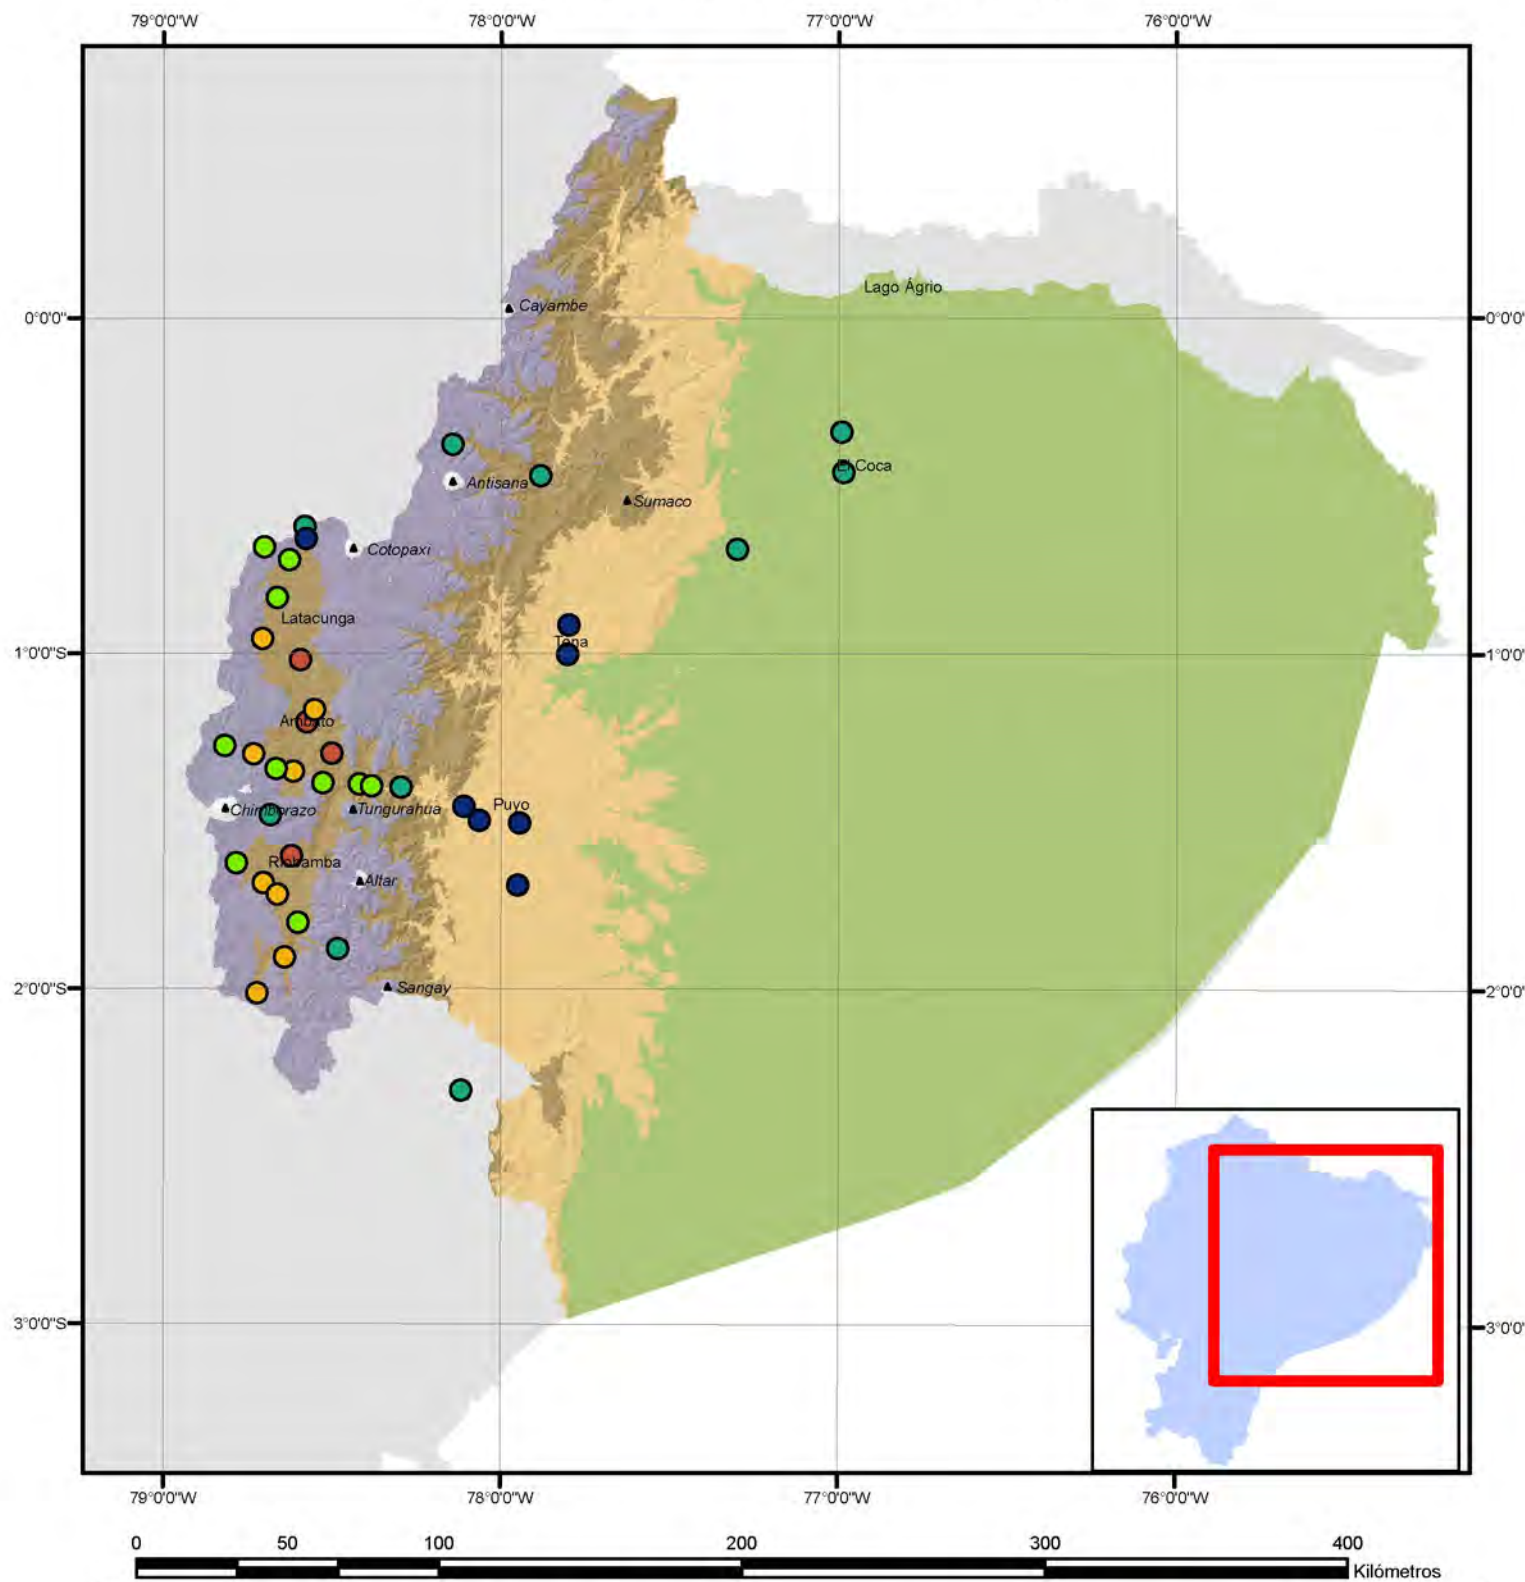 79°0'0"W 78°0'0"W 77°0'0"W 76°0'0"W
Lago Ágrio
Cayambe
0°0'0" 0°0'0"
El Coca
Antisana
Sumaco
Cotopaxi
Latacunga
Tena
1°0'0"S 1°0'0"
Ambato
Puyo
Chimborazo Tungurahua
Riobamba
Altar
Sangay
2°0'0"S 2°0'0"
3°0'0"S 3°0'0"
79°0'0"W 78°0'0"W 77°0'0"W 76°0'0"W
0 50 100 200 300 400
Kilómetros